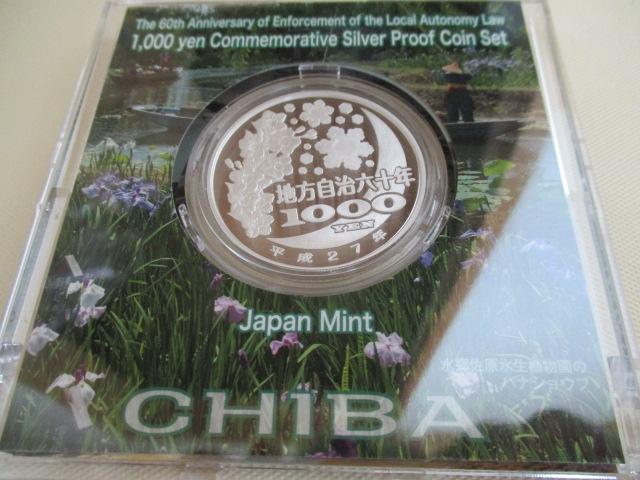 The 60th Anniversary of Enforcement of the Local Autonomy Law
1,000 yen Commemorative Silver Proof Coin Set
地方自治六十年
1000
YEN
平成27年
Japan Mint
水郷佐原水生植物園の
ハナショウブ
CHIBA